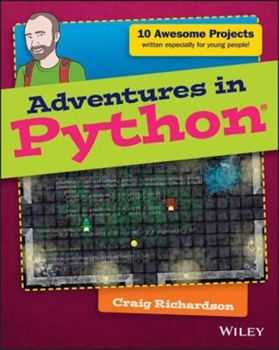 10 Awesome Projects
written especially for young people!
Adventures in
Python®
Craig Richardson
WILEY